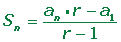 Sₙ = (aₙ · r − a₁) / (r − 1)